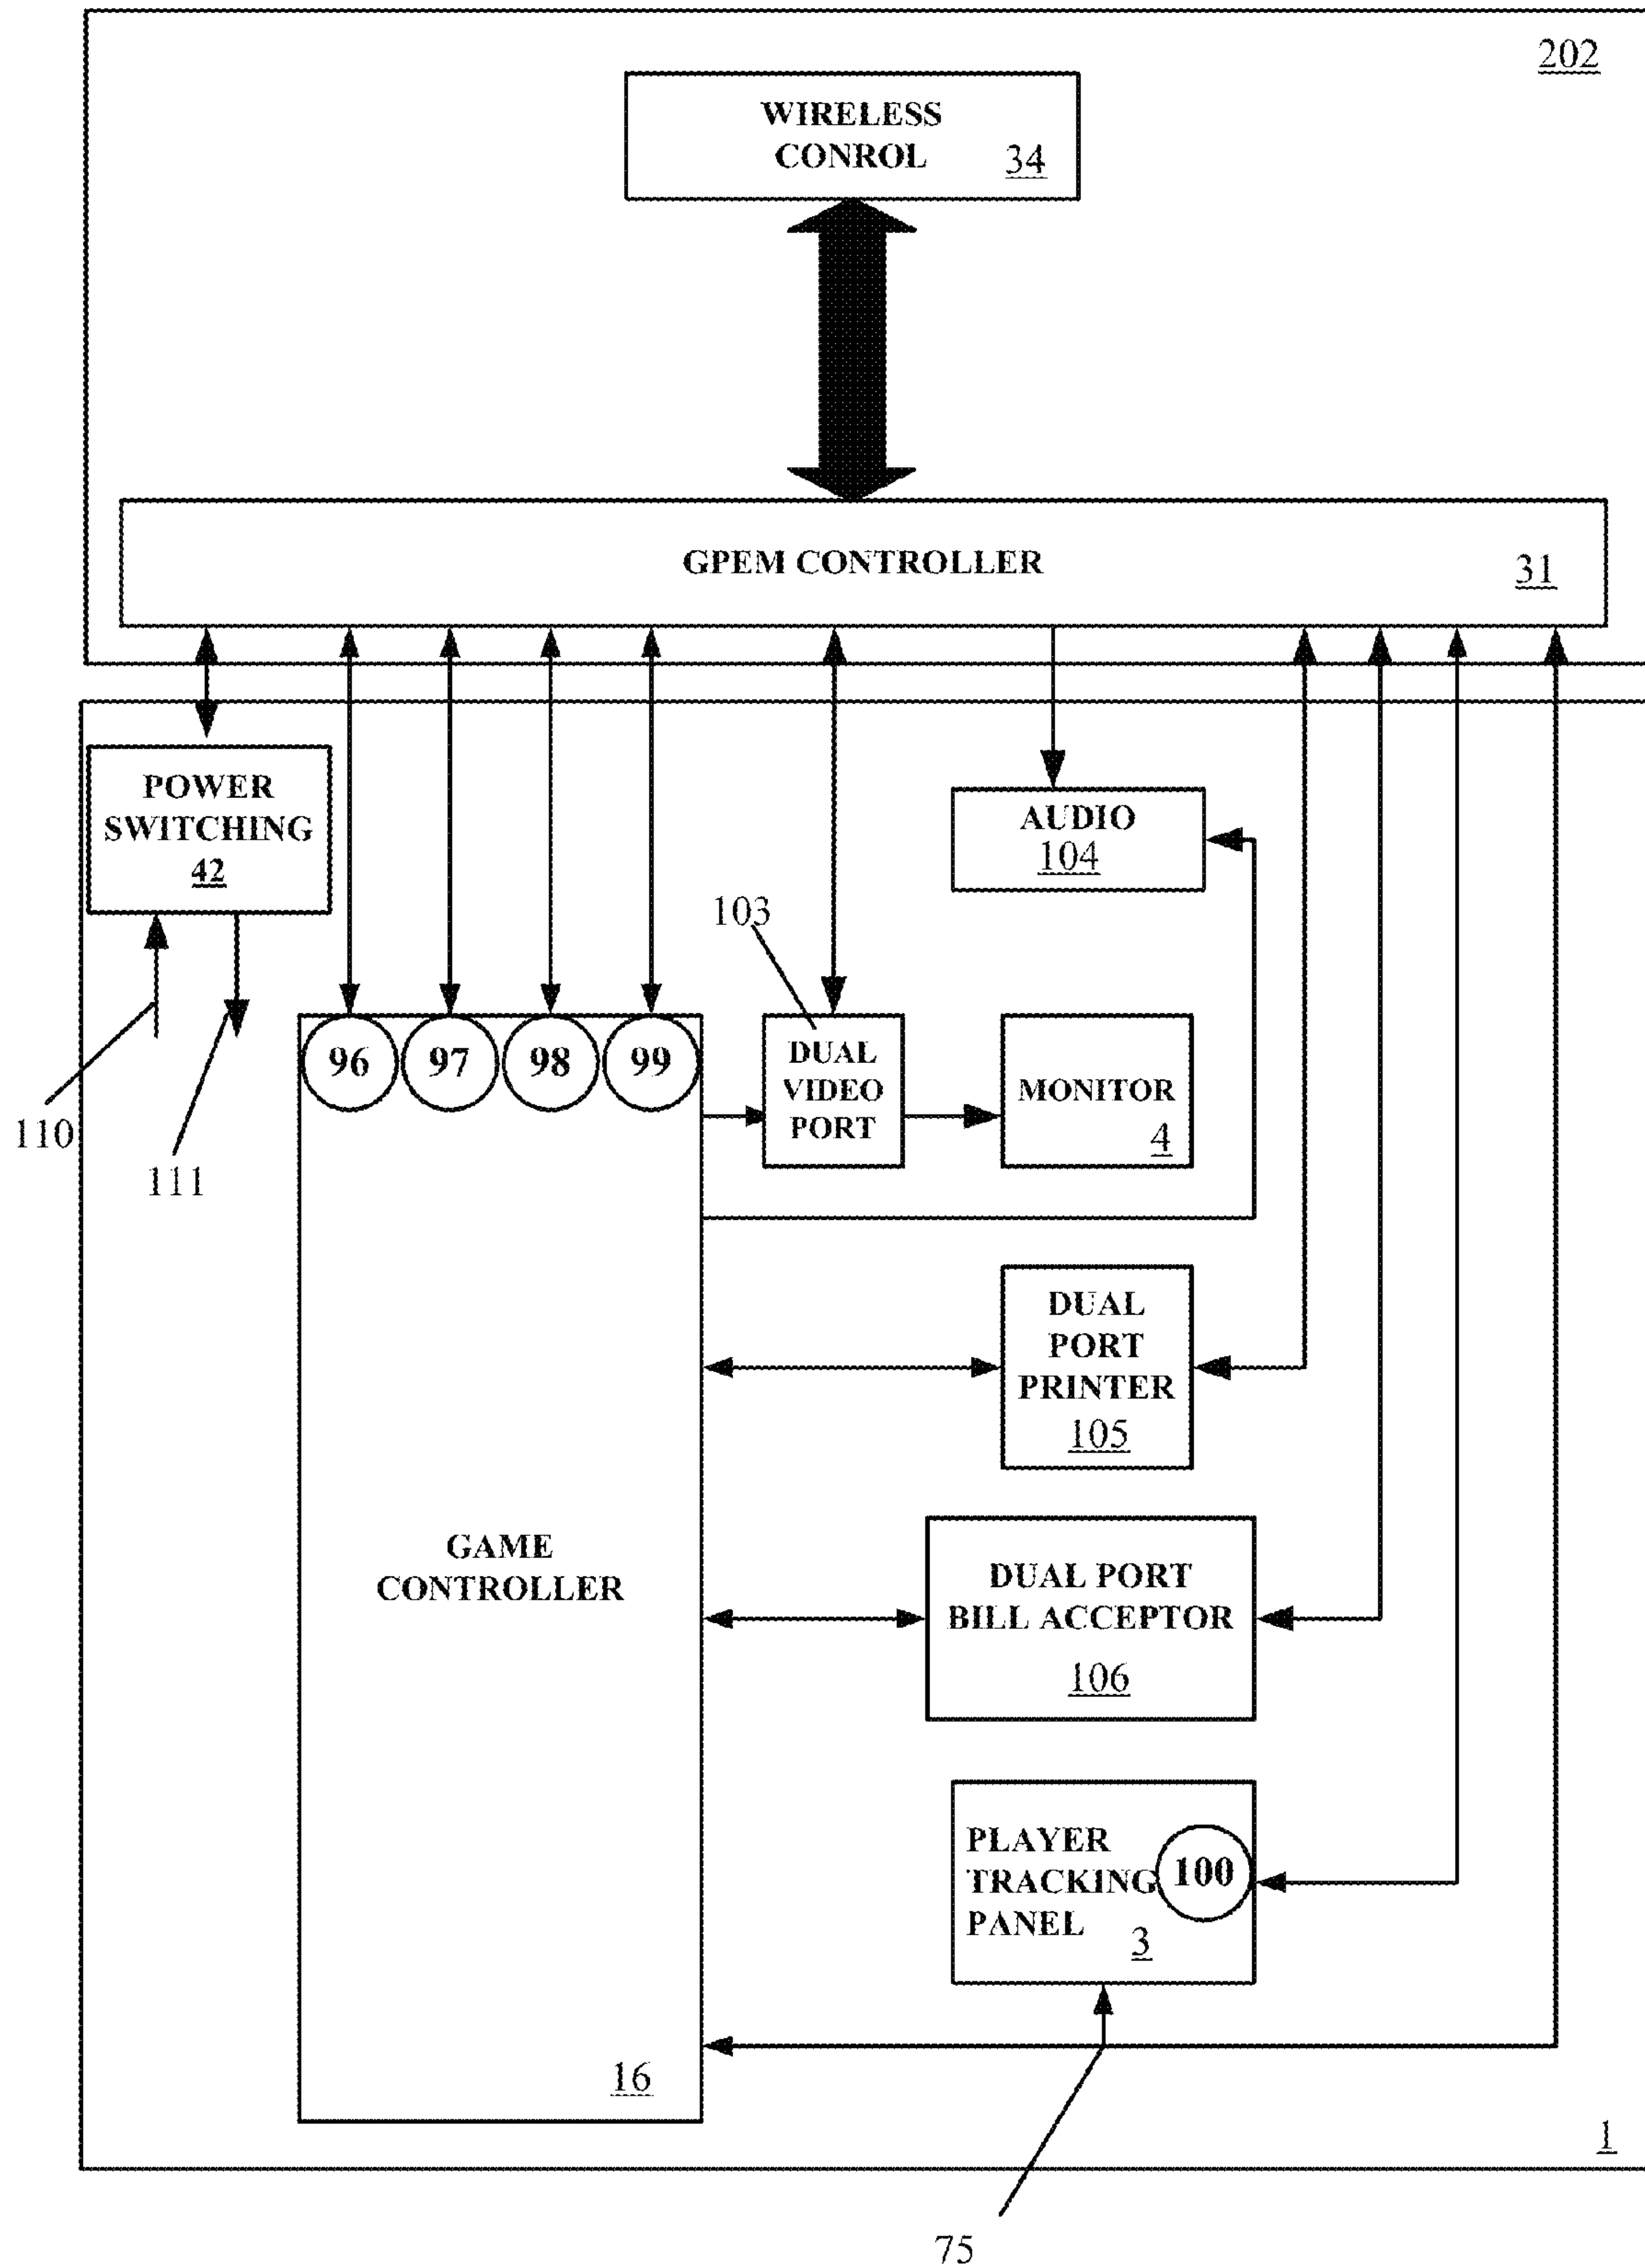 202
WIRELESS
CONROL
34
GPEM CONTROLLER
31
POWER
SWITCHING
42
AUDIO
104
103
96
97
98
99
DUAL
VIDEO
PORT
MONITOR
4
110
111
DUAL
PORT
PRINTER
105
GAME
CONTROLLER
16
DUAL PORT
BILL ACCEPTOR
106
PLAYER
TRACKING
PANEL
100
3
1
75